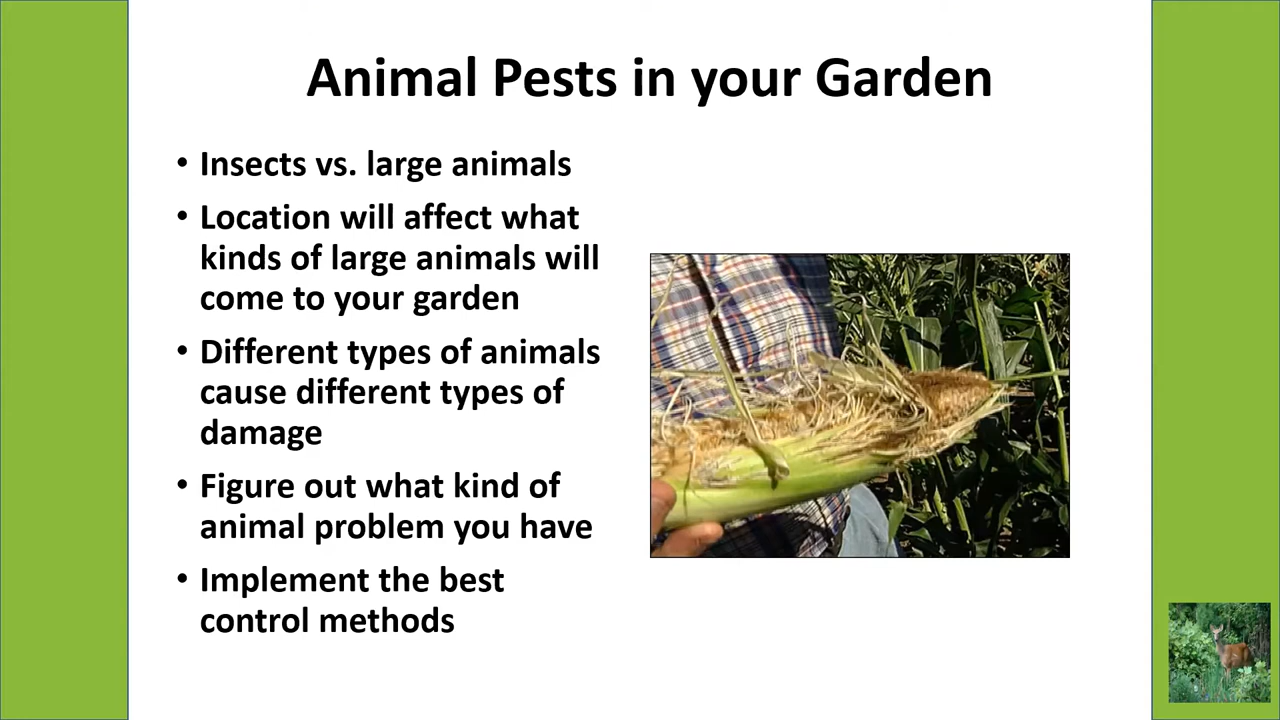 Animal Pests in your Garden
• Insects vs. large animals
• Location will affect what
kinds of large animals will
come to your garden
• Different types of animals
cause different types of
damage
• Figure out what kind of
animal problem you have
• Implement the best
control methods